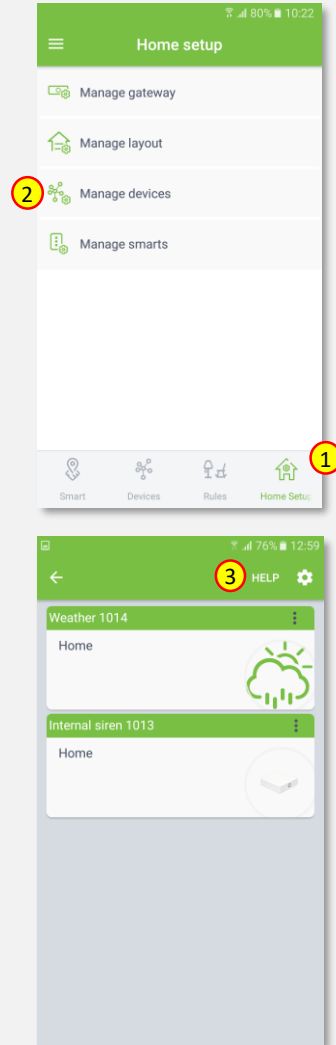 80% 10:22
Home setup
Manage gateway
Manage layout
2
Manage devices
Manage smarts
1
Smart
Devices
Rules
Home Setup
76% 12:59
3
HELP
Weather 1014
Home
Internal siren 1013
Home